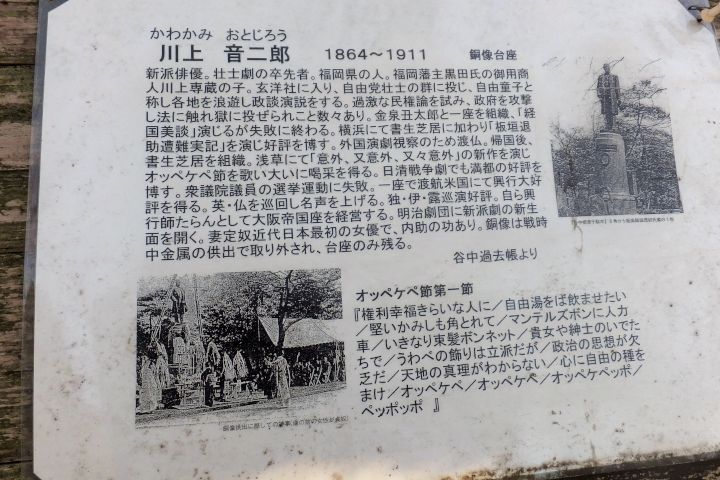 かわかみ おとじろう
川上 音二郎 1864～1911 銅像台座
新派俳優。壮士劇の卒先者。福岡県の人。福岡藩主黒田氏の御用商
人川上専蔵の子。玄洋社に入り、自由党壮士の群に投じ、自由童子と
称し各地を浪遊し政談演説をする。過激な民権論を試み、政府を攻撃
し法に触れ獄に投ぜられこと数々あり。金泉丑太郎と一座を組織、「経
国美談」演じるが失敗に終わる。横浜にて書生芝居に加わり「板垣退
助遭難実記」を演じ好評を博す。外国演劇視察のため渡仏。帰国後、
書生芝居を組織。浅草にて「意外、又意外、又々意外」の新作を演じ
オッペケペ節を歌い大いに喝采を得る。日清戦争劇でも満都の好評を
博す。衆議院議員の選挙運動に失敗。一座で渡航米国にて興行大好
評を得る。英・仏を巡回し名声を上げる。独・伊・露巡演好評。自ら興
行師たらんとして大阪帝国座を経営する。明治劇団に新派劇の新生
面を開く。妻定奴近代日本最初の女優で、内助の功あり。銅像は戦時
中金属の供出で取り外され、台座のみ残る。
谷中過去帳より
オッペケペ節第一節
『権利幸福きらいな人に／自由湯をば飲ませたい
／堅いかみしも角とれて／マンテルズボンに人力
車／いきなり束髪ボンネット／貴女や紳士のいでた
ちで／うわべの飾りは立派だが／政治の思想が欠
乏だ／天地の真理がわからない／心に自由の種を
まけ／オッペケペ／オッペケペ／オッペケペッポ／
ペッポッポ 』